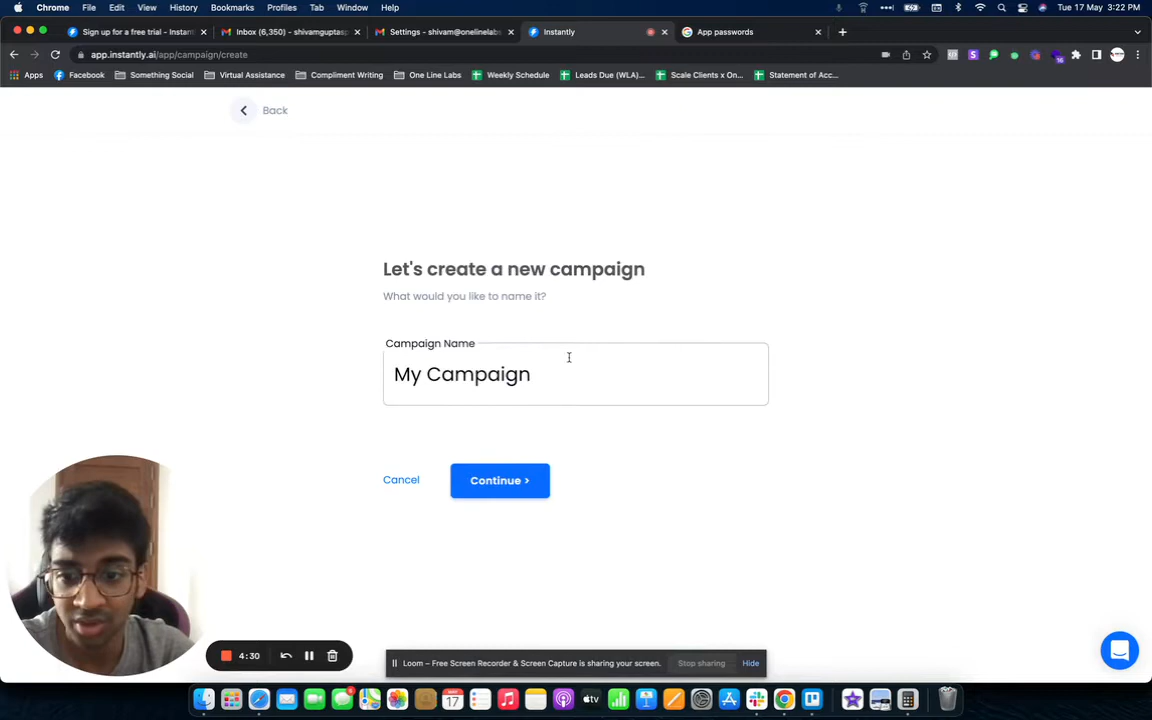 Chrome File Edit View History Bookmarks Profiles Tab Window Help
Tue 17 May 3:22 PM
Sign up for a free trial - Instant
Inbox (6,350) - shivamguptasp
Settings - shivam@onelinelabs
Instantly
App passwords
app.instantly.ai/app/campaign/create
Apps Facebook Something Social Virtual Assistance Compliment Writing One Line Labs Weekly Schedule Leads Due (WLA)... Scale Clients x On... Statement of Acc...
Back
Let's create a new campaign
What would you like to name it?
Campaign Name
My Campaign
Cancel
Continue >
4:30
Loom – Free Screen Recorder & Screen Capture is sharing your screen.
Stop sharing
Hide
17
tv